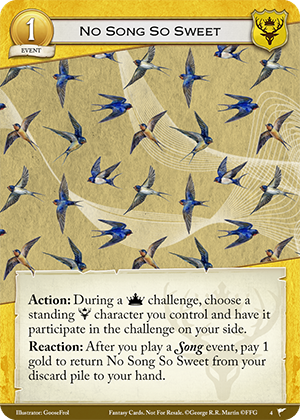 1
No Song So Sweet
EVENT
Action: During a challenge, choose a
standing character you control and have it
participate in the challenge on your side.
Reaction: After you play a Song event, pay 1
gold to return No Song So Sweet from your
discard pile to your hand.
Illustrator: GooseFrol
Fantasy Cards. Not For Resale. ©George R.R. Martin ©FFG
4